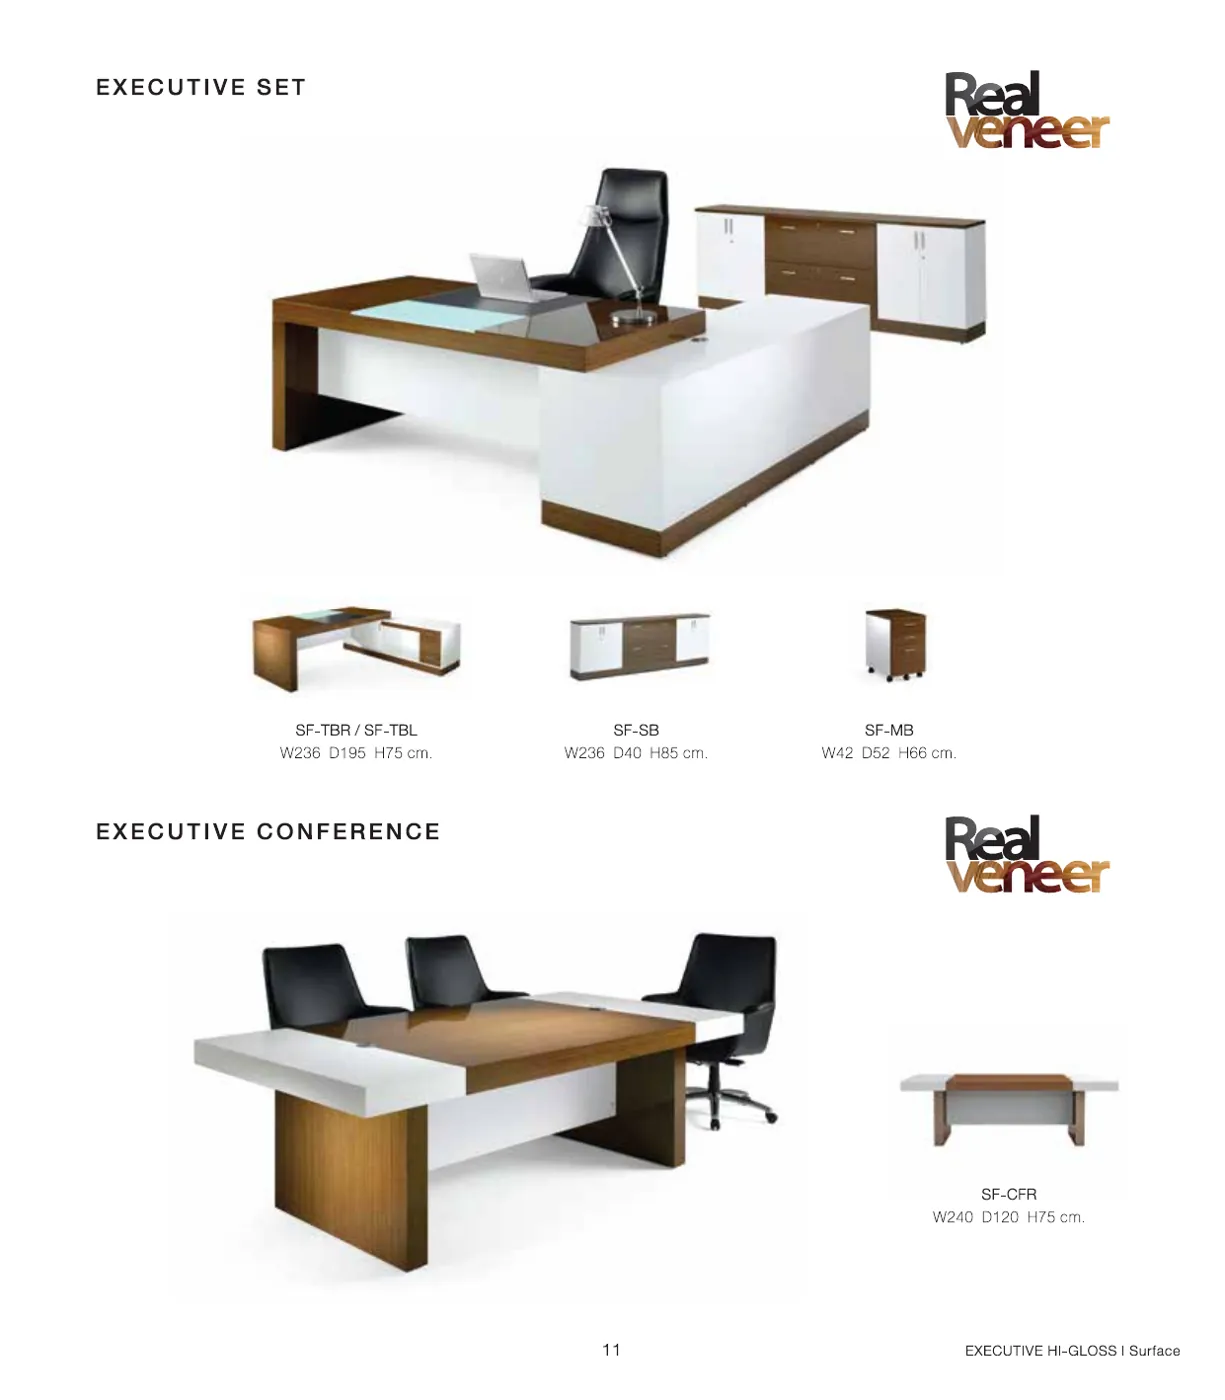 EXECUTIVE SET
Real
veneer
SF-TBR / SF-TBL
W236 D195 H75 cm.
SF-SB
W236 D40 H85 cm.
SF-MB
W42 D52 H66 cm.
EXECUTIVE CONFERENCE
Real
veneer
SF-CFR
W240 D120 H75 cm.
11
EXECUTIVE HI-GLOSS I Surface